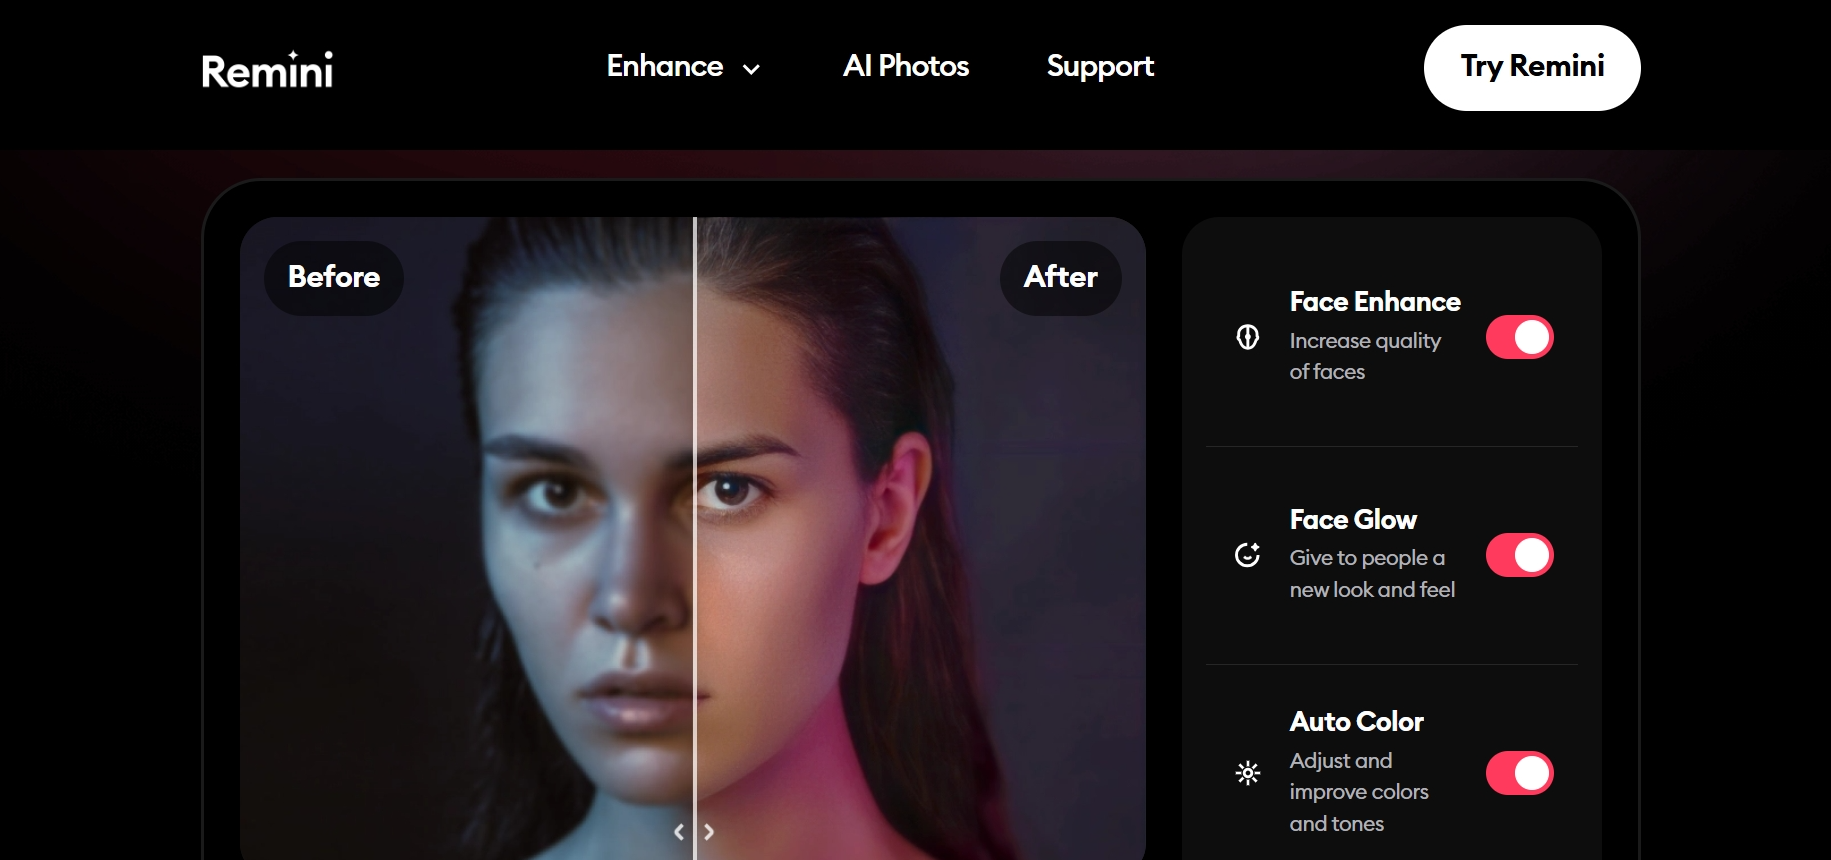 Remini
Enhance
AI Photos
Support
Try Remini
Before
After
Face Enhance
Increase quality
of faces
Face Glow
Give to people a
new look and feel
Auto Color
Adjust and
improve colors
and tones